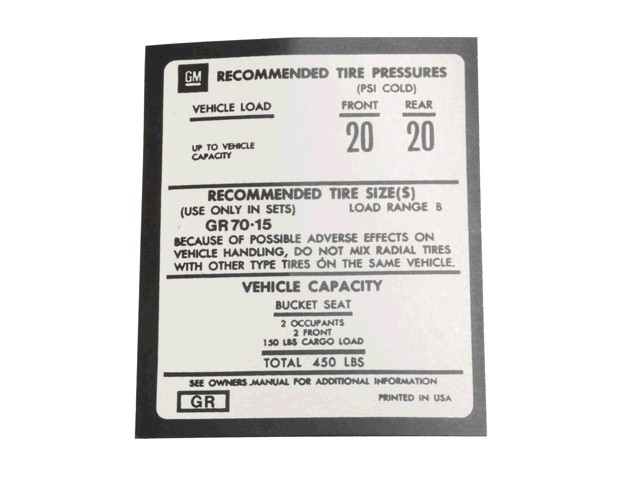 GM RECOMMENDED TIRE PRESSURES
(PSI COLD)
VEHICLE LOAD FRONT REAR
UP TO VEHICLE
CAPACITY
20 20
RECOMMENDED TIRE SIZE(S)
(USE ONLY IN SETS) LOAD RANGE B
GR70-15
BECAUSE OF POSSIBLE ADVERSE EFFECTS ON
VEHICLE HANDLING, DO NOT MIX RADIAL TIRES
WITH OTHER TYPE TIRES ON THE SAME VEHICLE.
VEHICLE CAPACITY
BUCKET SEAT
2 OCCUPANTS
2 FRONT
150 LBS CARGO LOAD
TOTAL 450 LBS
SEE OWNERS MANUAL FOR ADDITIONAL INFORMATION
GR PRINTED IN USA